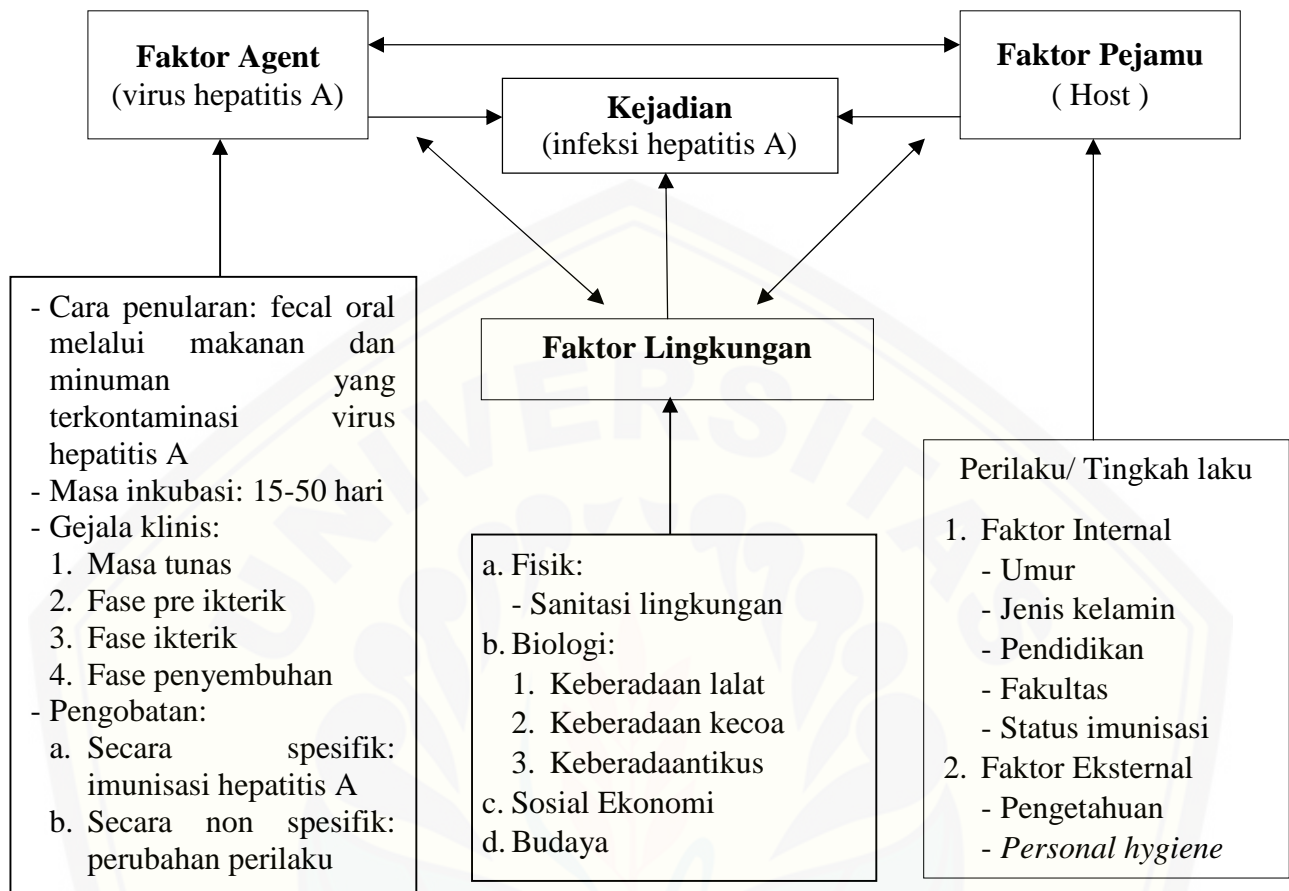 Faktor Agent
(virus hepatitis A)
Kejadian
(infeksi hepatitis A)
Faktor Pejamu
( Host )
- Cara penularan: fecal oral
melalui makanan dan
minuman yang
terkontaminasi virus
hepatitis A
- Masa inkubasi: 15-50 hari
- Gejala klinis:
1. Masa tunas
2. Fase pre ikterik
3. Fase ikterik
4. Fase penyembuhan
- Pengobatan:
a. Secara spesifik:
imunisasi hepatitis A
b. Secara non spesifik:
perubahan perilaku
Faktor Lingkungan
a. Fisik:
- Sanitasi lingkungan
b. Biologi:
1. Keberadaan lalat
2. Keberadaan kecoa
3. Keberadaantikus
c. Sosial Ekonomi
d. Budaya
Perilaku/ Tingkah laku
1. Faktor Internal
- Umur
- Jenis kelamin
- Pendidikan
- Fakultas
- Status imunisasi
2. Faktor Eksternal
- Pengetahuan
- Personal hygiene
UNIVERSITAS